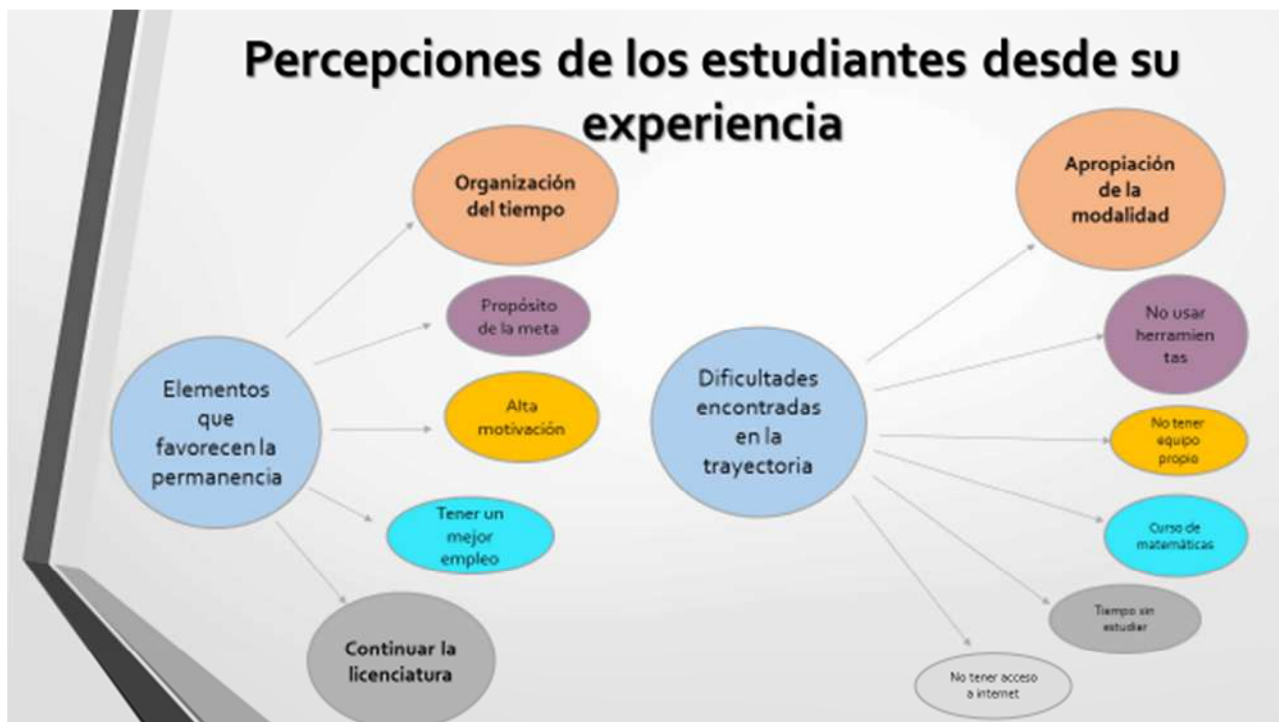 Percepciones de los estudiantes desde su
experiencia
Elementos
que
favorecen la
permanencia
Organización
del tiempo
Propósito
de la meta
Alta
motivación
Tener un
mejor
empleo
Continuar la
licenciatura
Dificultades
encontradas
en la
trayectoria
Apropiación
de la
modalidad
No usar
herramien
tas
No tener
equipo
propio
Curso de
matemáticas
Tiempo sin
estudier
No tener acceso
a internet